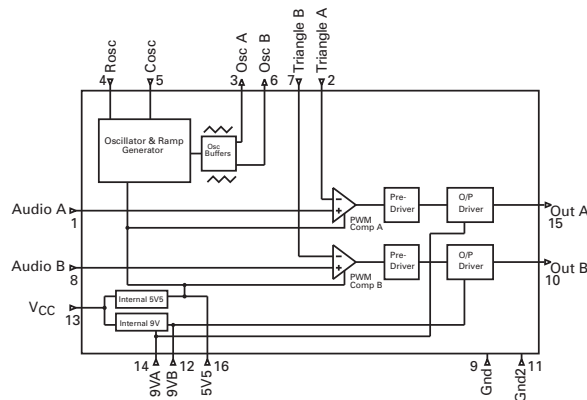 Rosc
Cosc
Osc A
Osc B
Triangle B
Triangle A
4
5
3
6
7
2
Oscillator & Ramp
Generator
Osc
Buffers
Audio A
1
PWM
Comp A
Pre-
Driver
O/P
Driver
Out A
15
Audio B
8
PWM
Comp B
Pre-
Driver
O/P
Driver
Out B
10
VCC
13
Internal 5V5
Internal 9V
14
12
16
9
11
9VA
9VB
5V5
Gnd
Gnd2